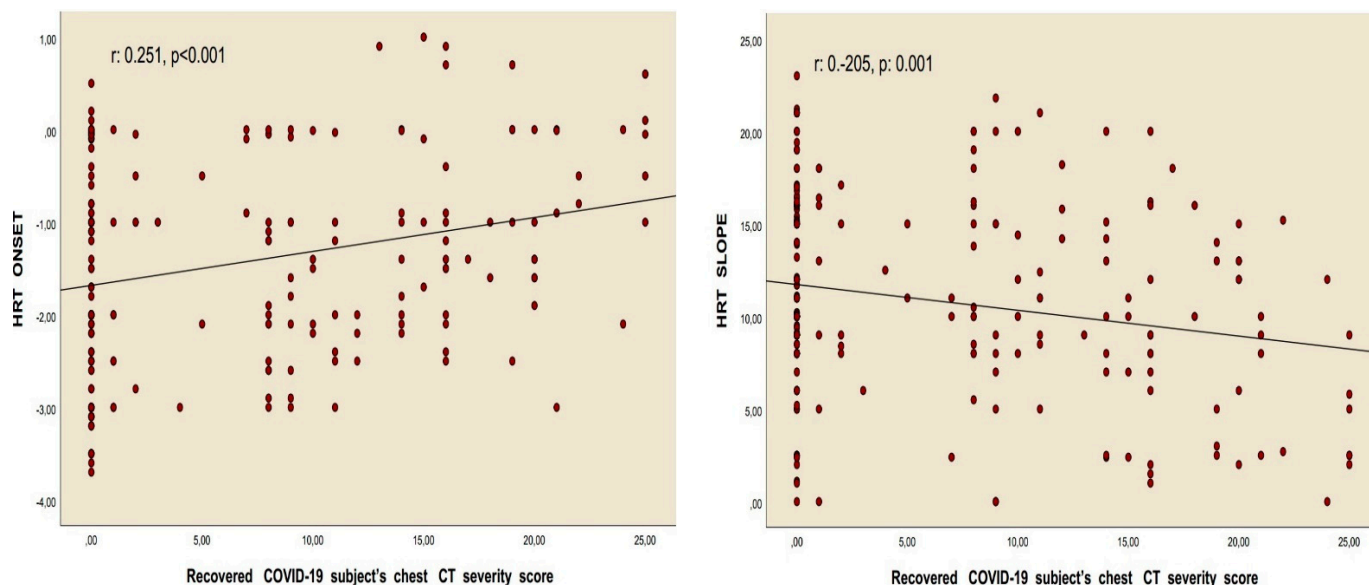 r: 0.251, p<0.001
HRT ONSET
1,00
,00
-1,00
-2,00
-3,00
-4,00
,00 5,00 10,00 15,00 20,00 25,00
Recovered COVID-19 subject's chest CT severity score
r: 0.-205, p: 0.001
HRT SLOPE
25,00
20,00
15,00
10,00
5,00
,00
,00 5,00 10,00 15,00 20,00 25,00
Recovered COVID-19 subject's chest CT severity score